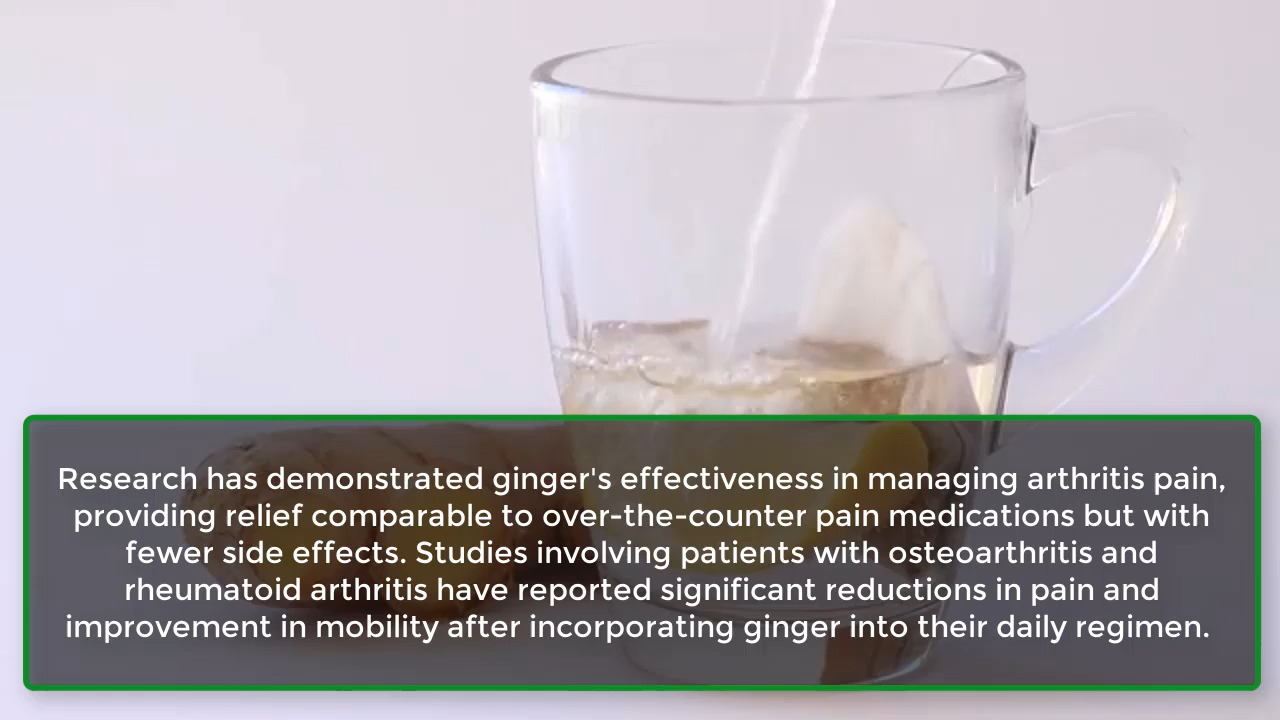 Research has demonstrated ginger's effectiveness in managing arthritis pain,
providing relief comparable to over-the-counter pain medications but with
fewer side effects. Studies involving patients with osteoarthritis and
rheumatoid arthritis have reported significant reductions in pain and
improvement in mobility after incorporating ginger into their daily regimen.